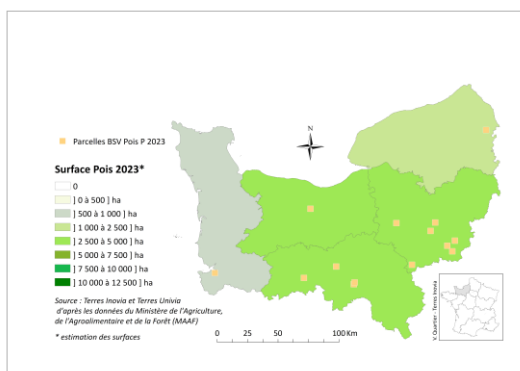 N
Parcelles BSV Pois P 2023
Surface Pois 2023*
0
] 0 à 500 ] ha
] 500 à 1 000 ] ha
] 1 000 à 2 500 ] ha
] 2 500 à 5 000 ] ha
] 5 000 à 7 500 ] ha
] 7 500 à 10 000 ] ha
] 10 000 à 12 500 ] ha
Source : Terres Inovia et Terres Univia
d'après les données du Ministère de l'Agriculture,
de l'Agroalimentaire et de la Forêt (MAAF)
* estimation des surfaces
0 25 50 100 Km
V. Quartier - Terres Inovia